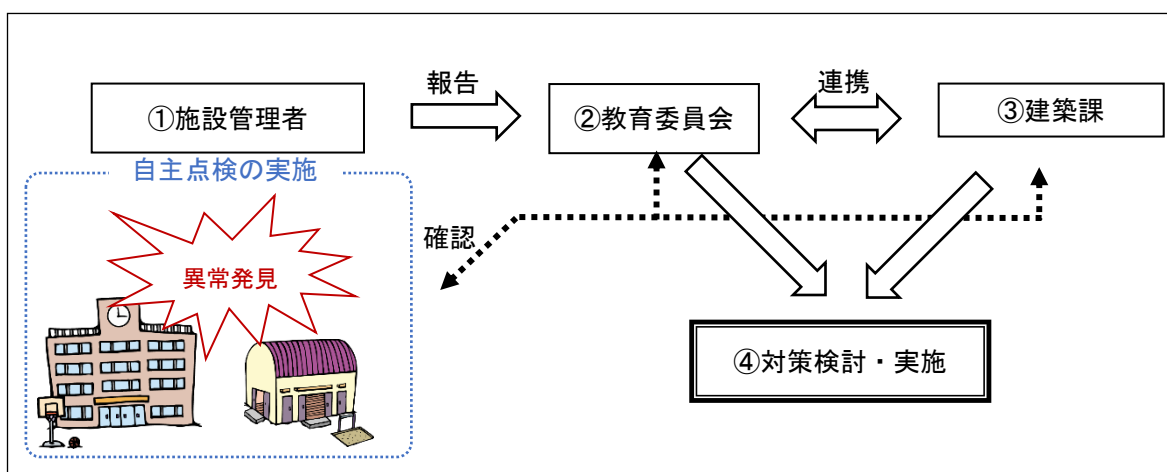 報告
連携
①施設管理者
②教育委員会
③建築課
自主点検の実施
確認
異常発見
④対策検討・実施